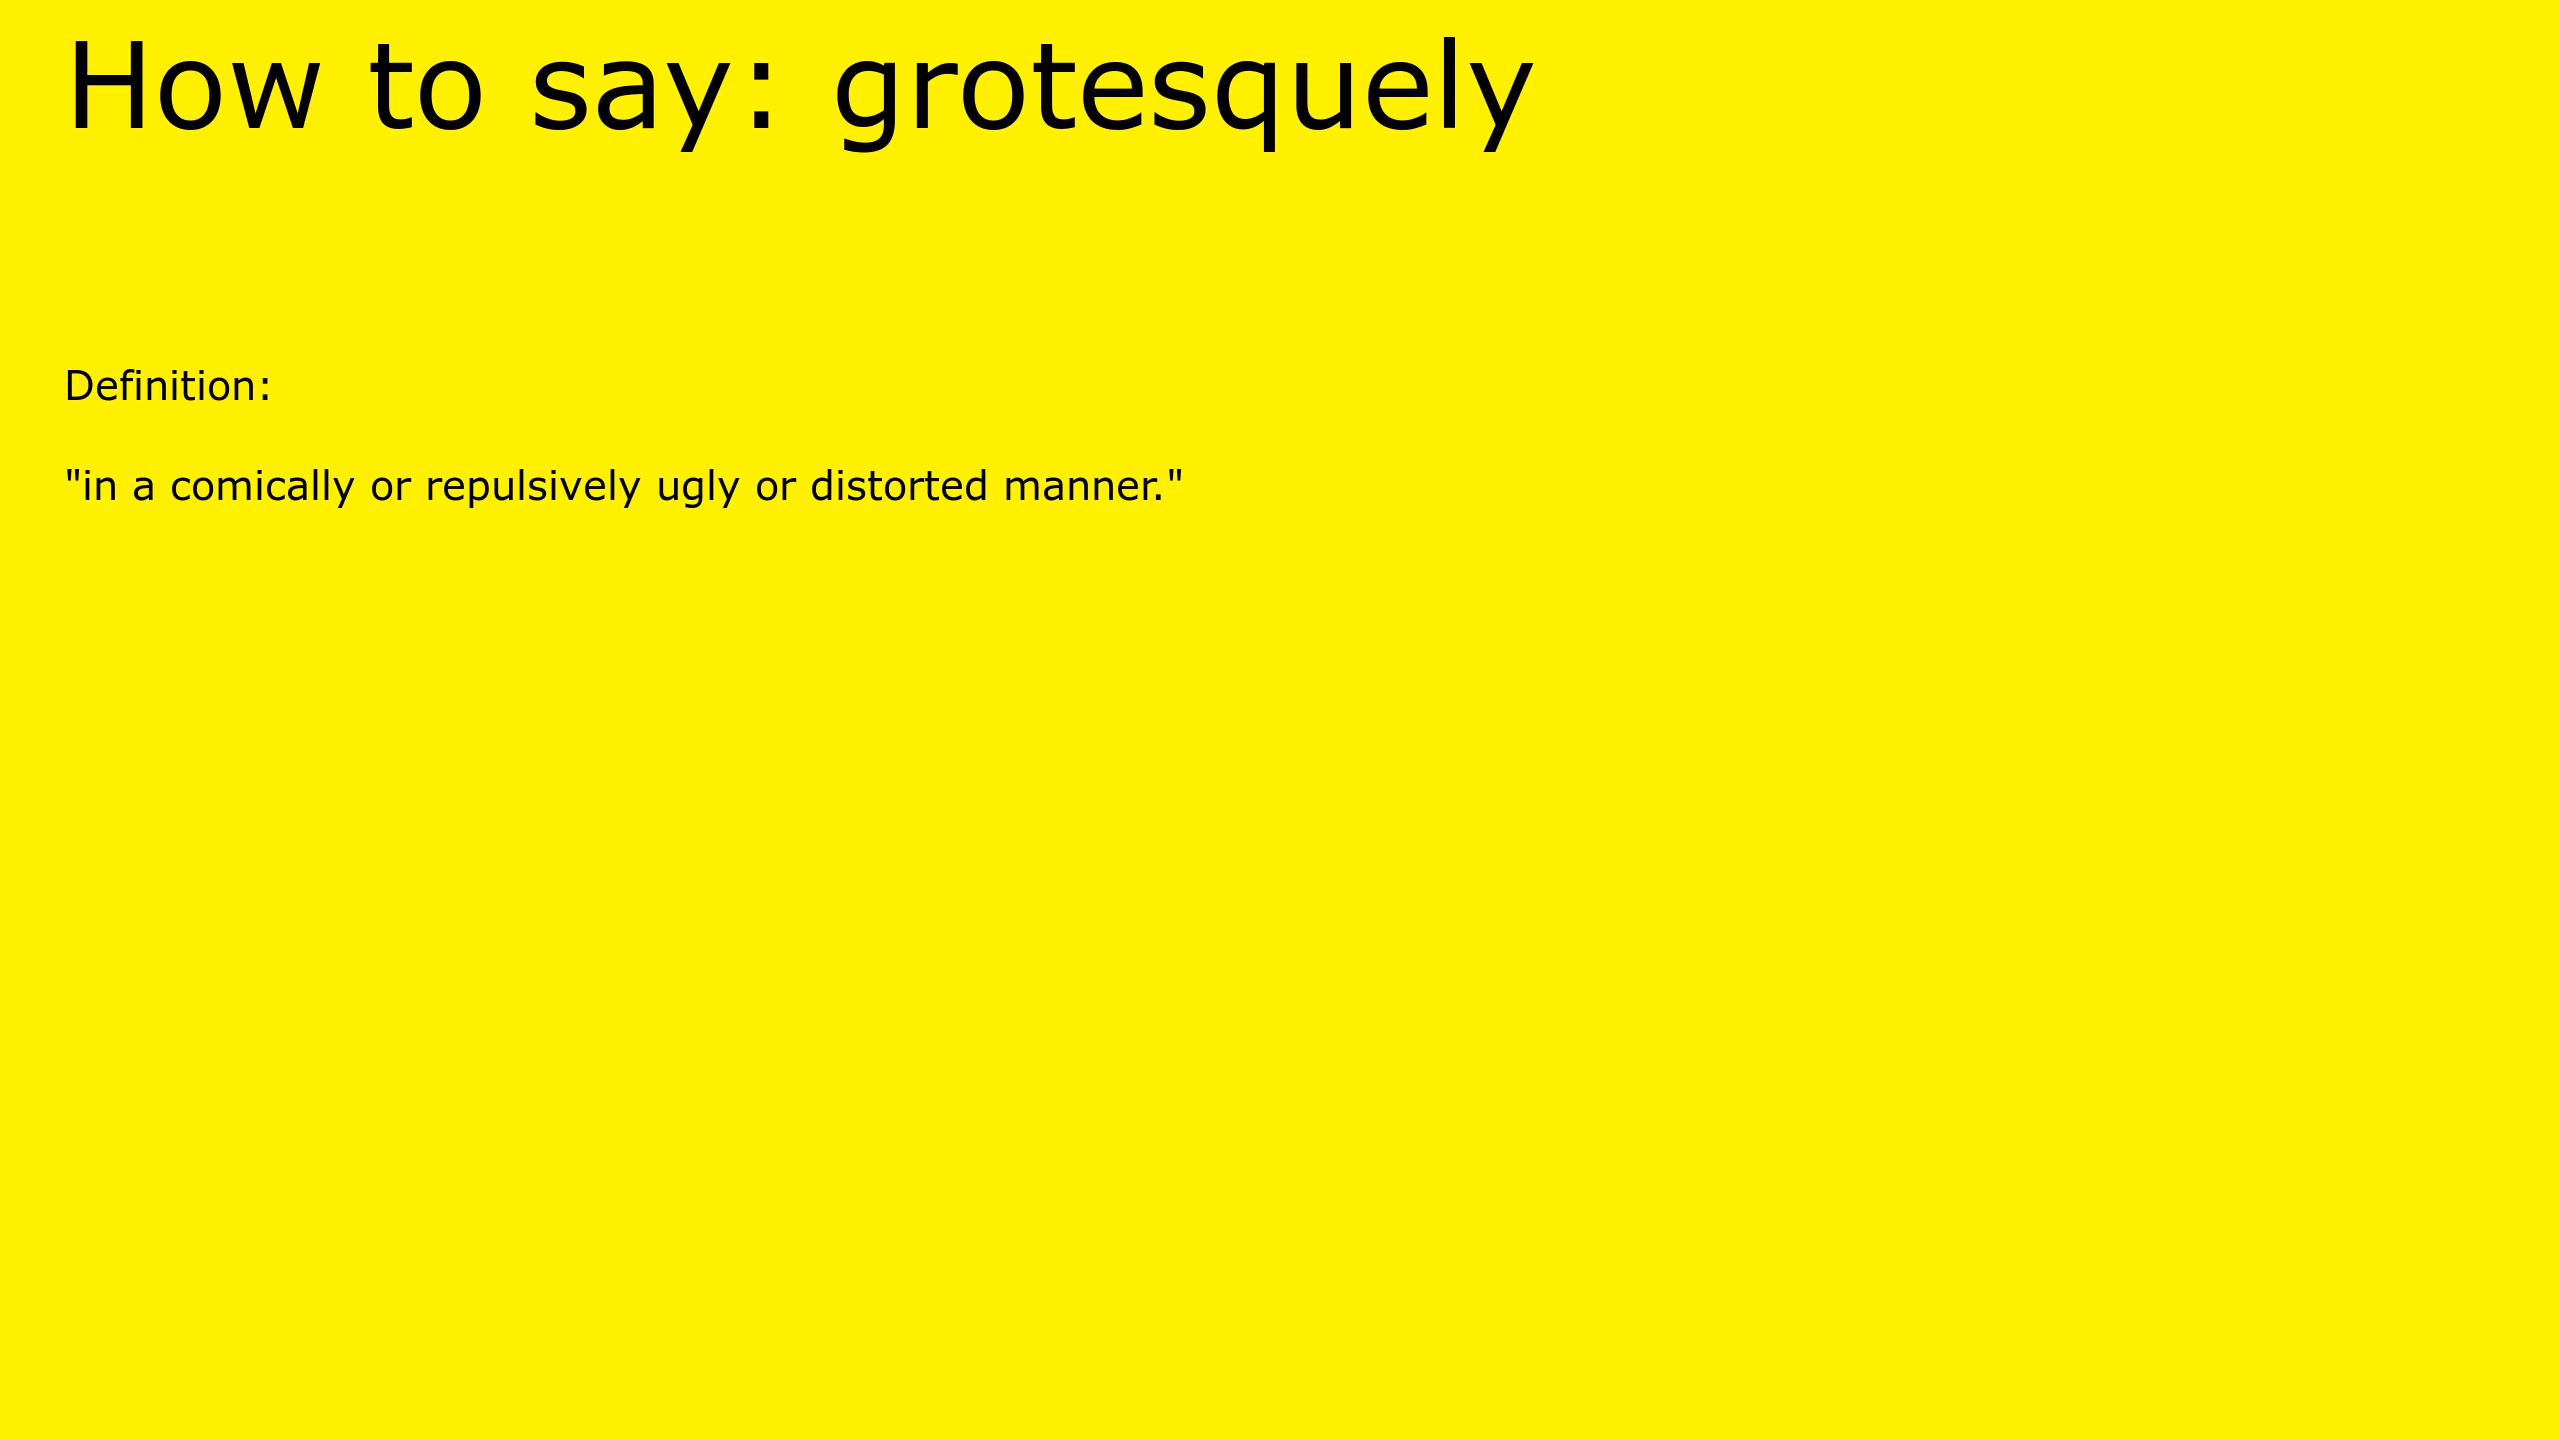 How to say: grotesquely
Definition:
"in a comically or repulsively ugly or distorted manner."